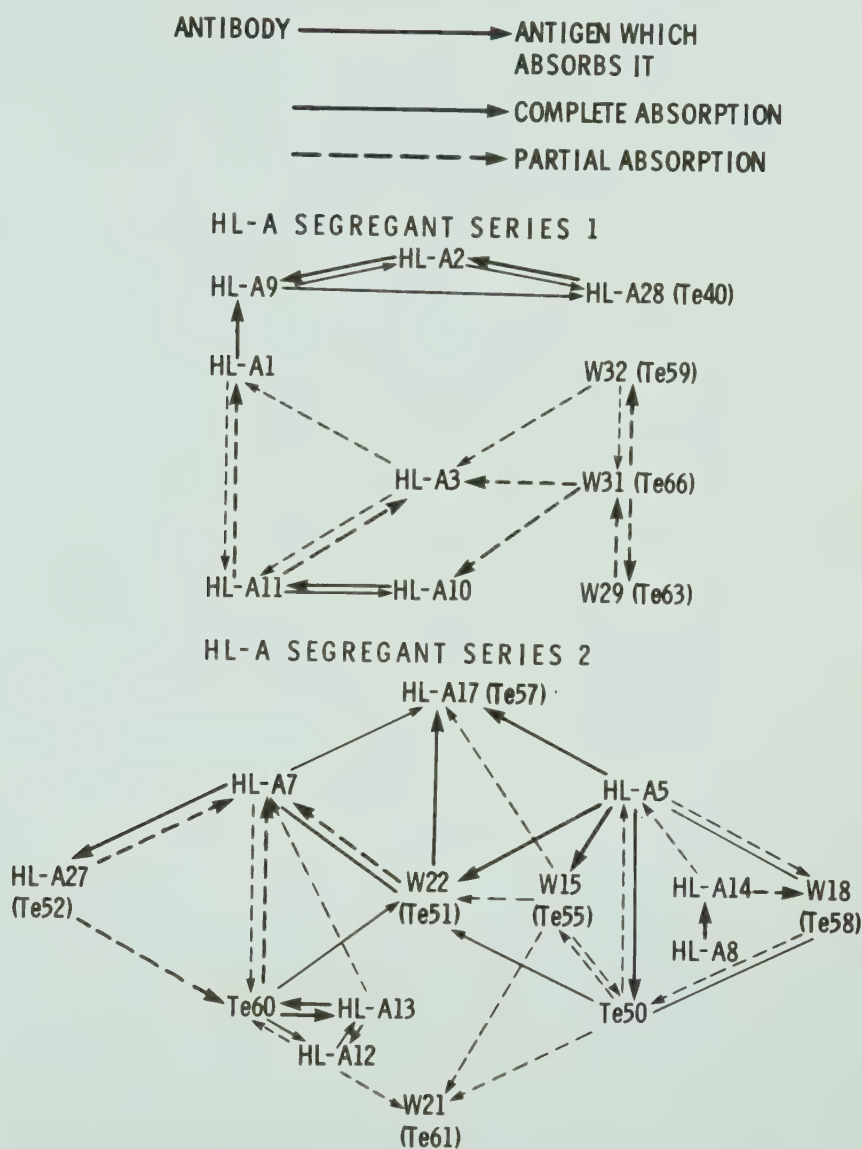 ANTIBODY ANTIGEN WHICH
ABSORBS IT
COMPLETE ABSORPTION
PARTIAL ABSORPTION
HL-A SEGREGANT SERIES 1
HL-A2
HL-A9 HL-A28 (Te40)
HL-A1 W32 (Te59)
HL-A3 W31 (Te66)
HL-A11 HL-A10 W29 (Te63)
HL-A SEGREGANT SERIES 2
HL-A17 (Te57)
HL-A7 HL-A5
HL-A27 W22 W15 HL-A14 W18
(Te52) (Te51) (Te55) (Te58)
HL-A8
Te60 HL-A13 Te50
HL-A12
W21
(Te61)